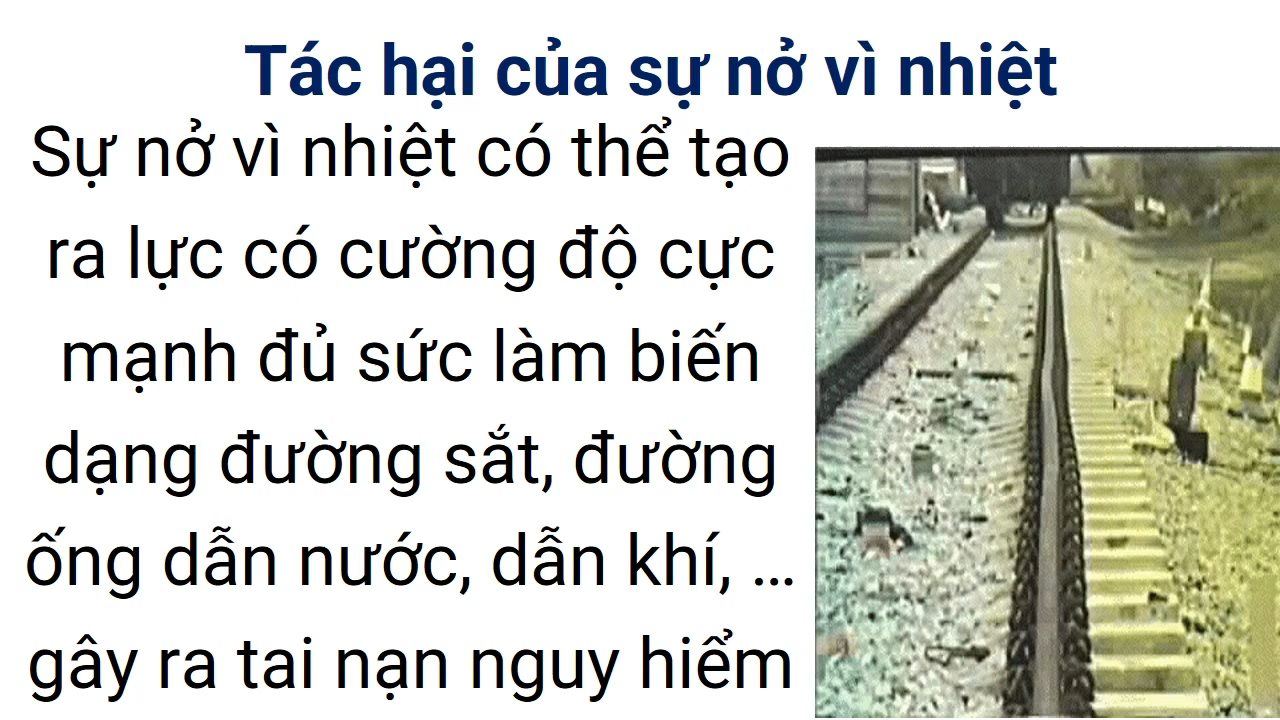 Tác hại của sự nở vì nhiệt
Sự nở vì nhiệt có thể tạo
ra lực có cường độ cực
mạnh đủ sức làm biến
dạng đường sắt, đường
ống dẫn nước, dẫn khí, ...
gây ra tai nạn nguy hiểm